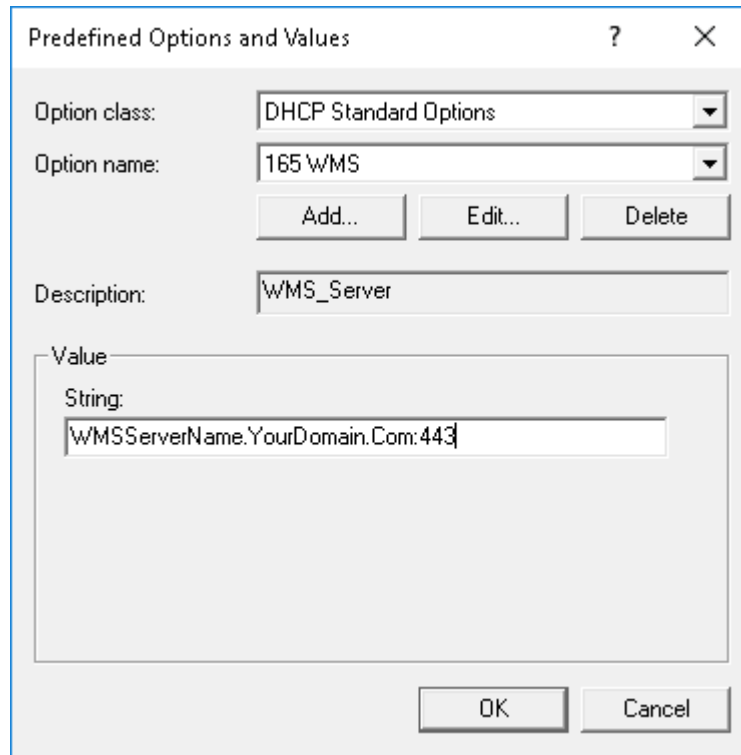 Predefined Options and Values ? X
Option class: DHCP Standard Options
Option name: 165 WMS
Add... Edit... Delete
Description: WMS_Server
Value
String:
WMSServerName.YourDomain.Com:443
OK Cancel